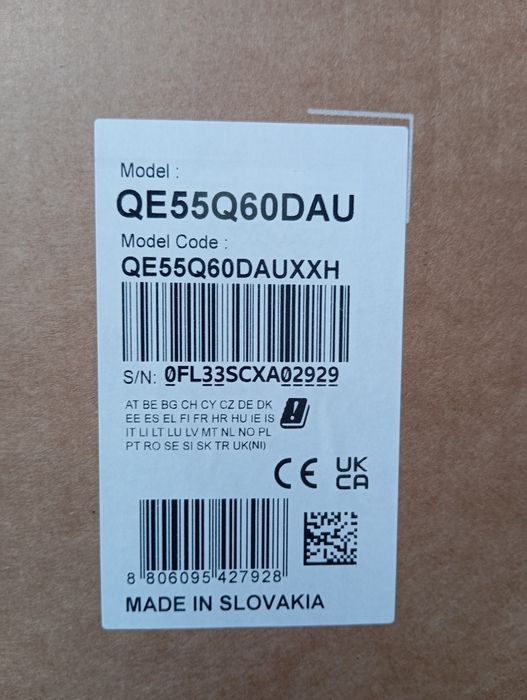 Model :
QE55Q60DAU
Model Code :
QE55Q60DAUXXH
S/N: 0FL33SCXA02929
AT BE BG CH CY CZ DE DK
EE ES EL FI FR HR HU IE IS
IT LI LT LU LV MT NL NO PL
PT RO SE SI SK TR UK(NI)
CE UK
CA
8 806095 427928
MADE IN SLOVAKIA